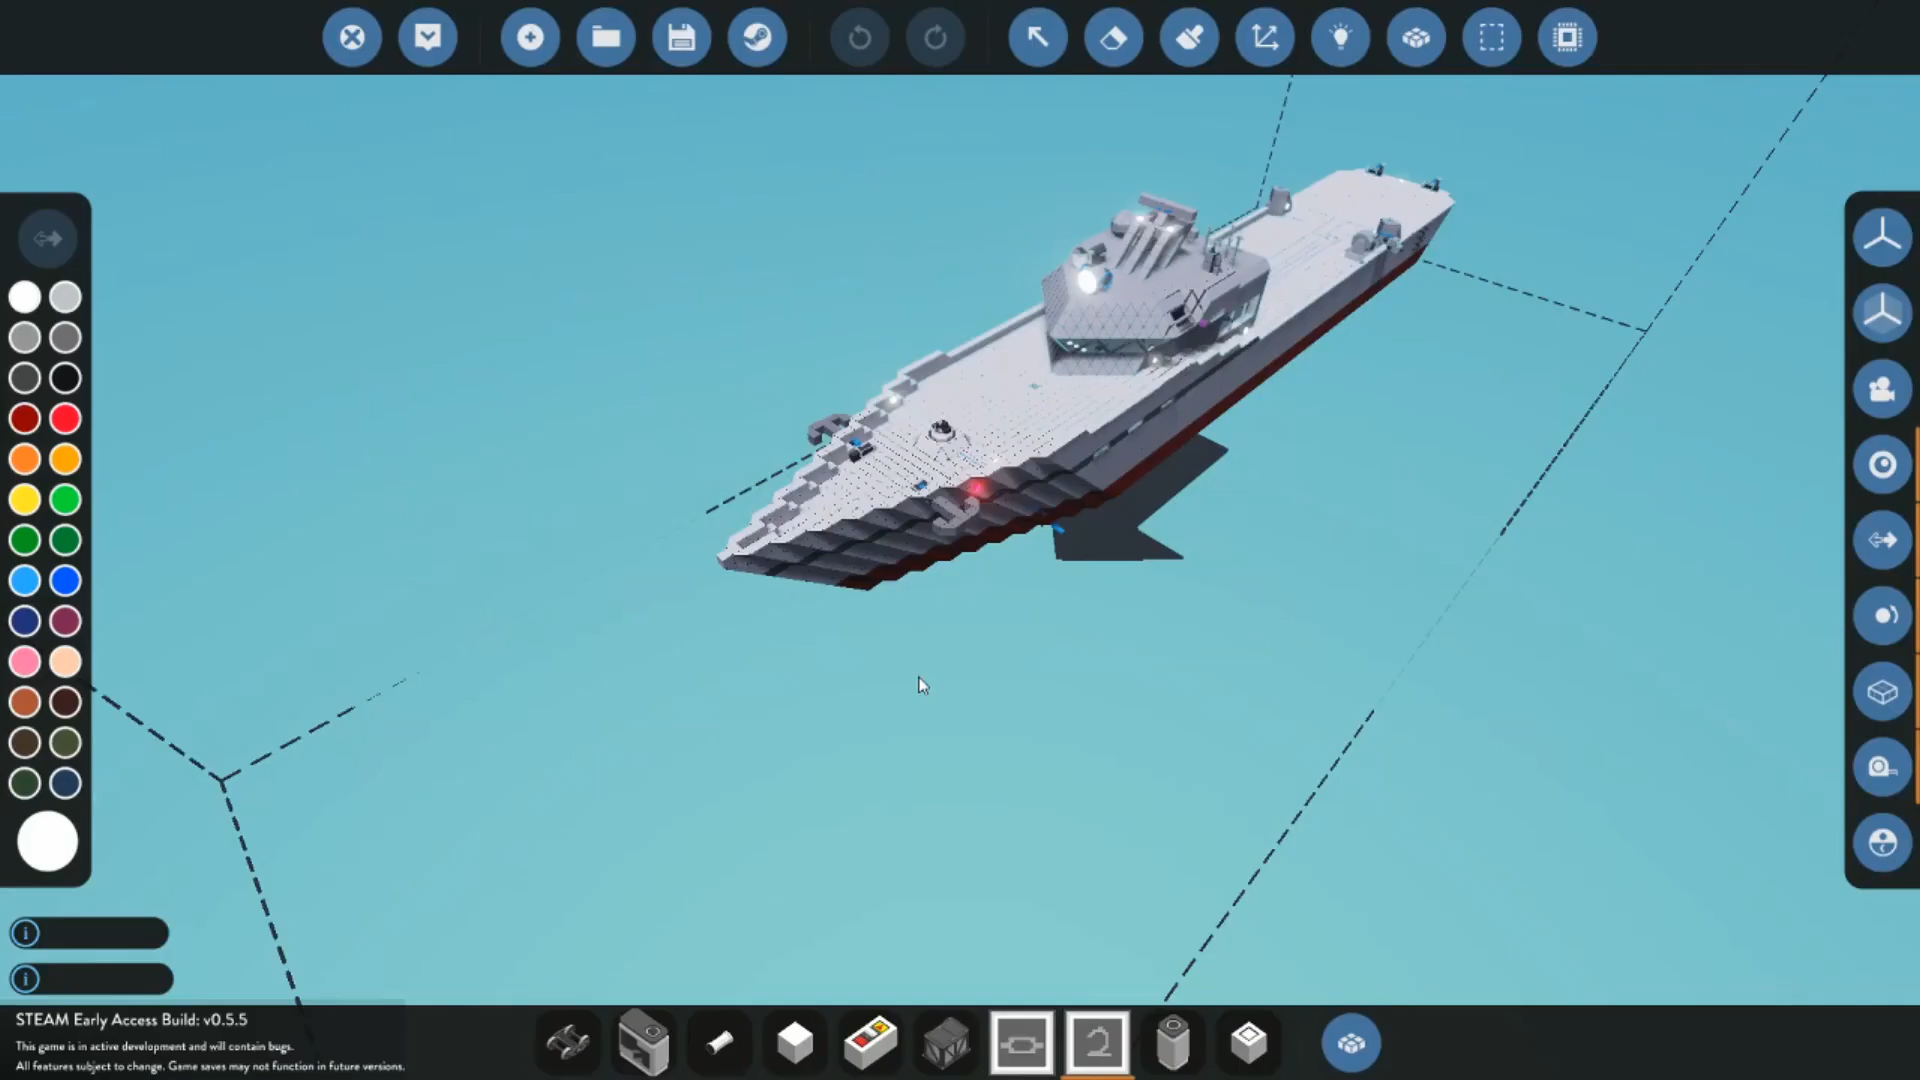 STEAM Early Access Build: v0.5.5
This game is in active development and will contain bugs.
All features subject to change. Game saves may not function in future versions.